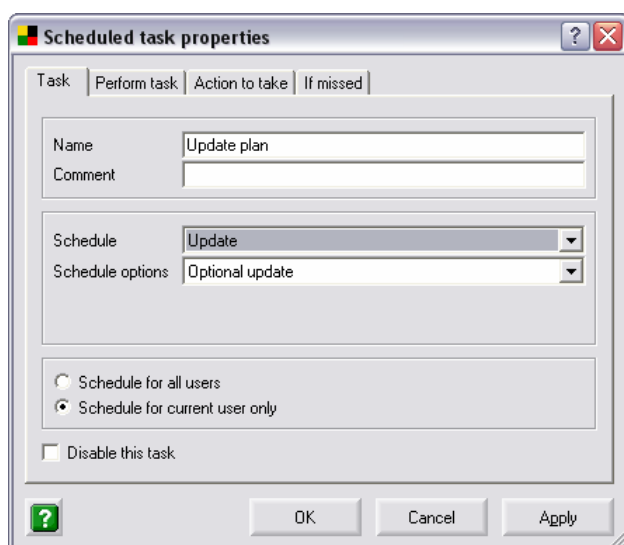 Scheduled task properties
Task Perform task Action to take If missed
Name Update plan
Comment
Schedule Update
Schedule options Optional update
Schedule for all users
Schedule for current user only
Disable this task
? OK Cancel Apply